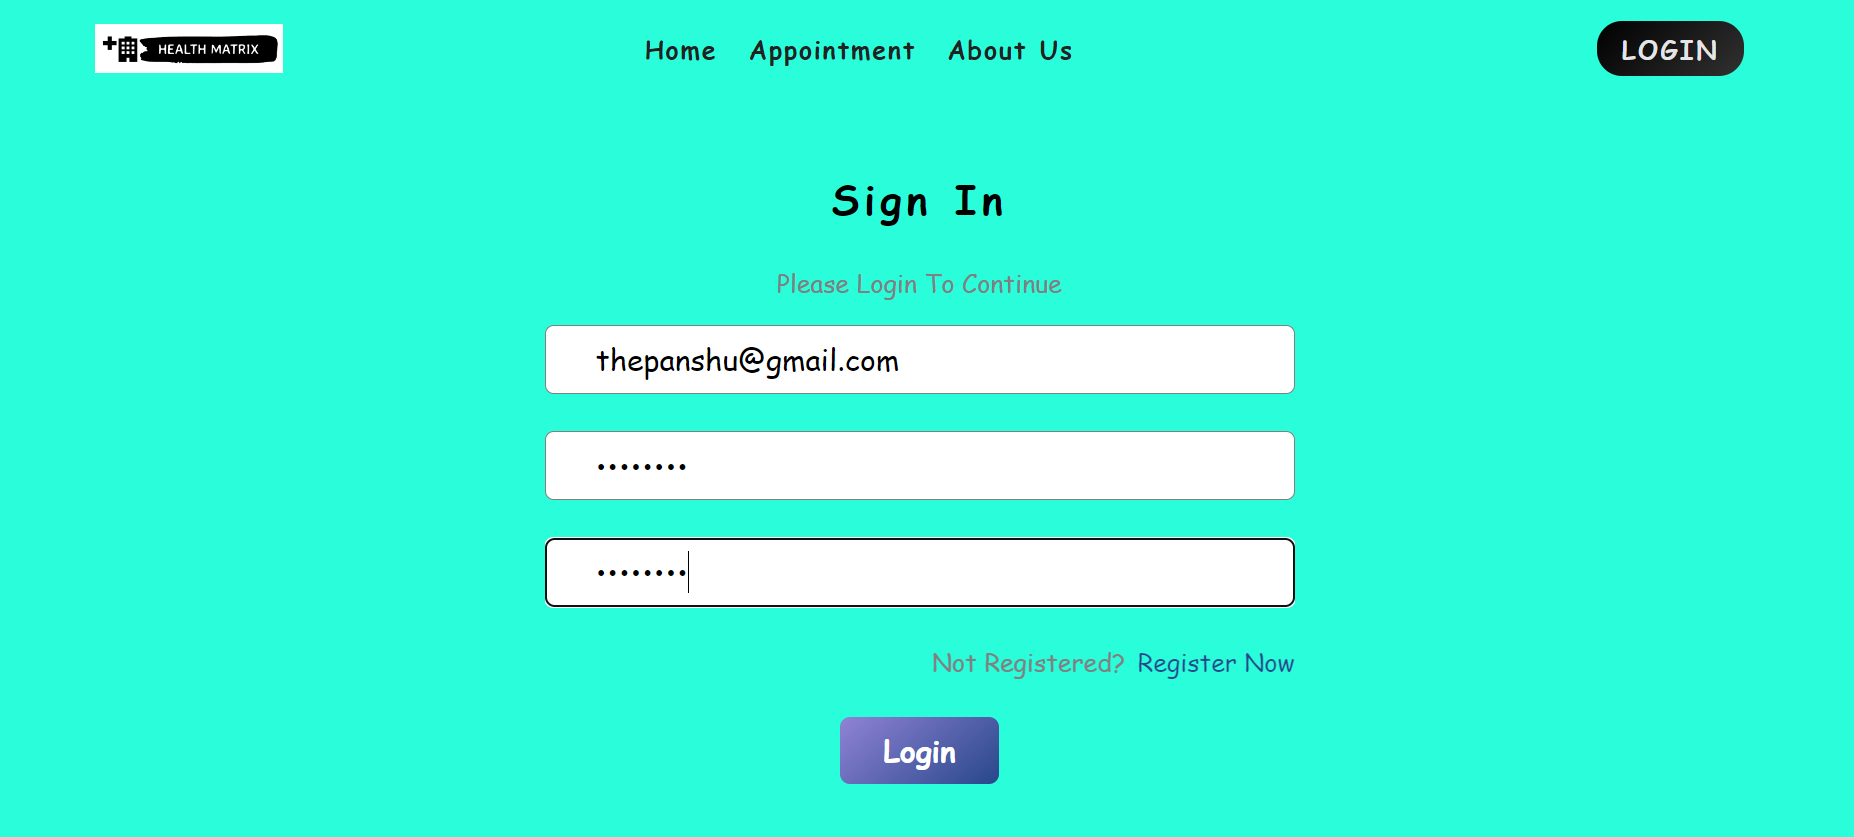 HEALTH MATRIX
Home Appointment About Us
LOGIN
Sign In
Please Login To Continue
thepanshu@gmail.com
••••••••
••••••••
Not Registered? Register Now
Login